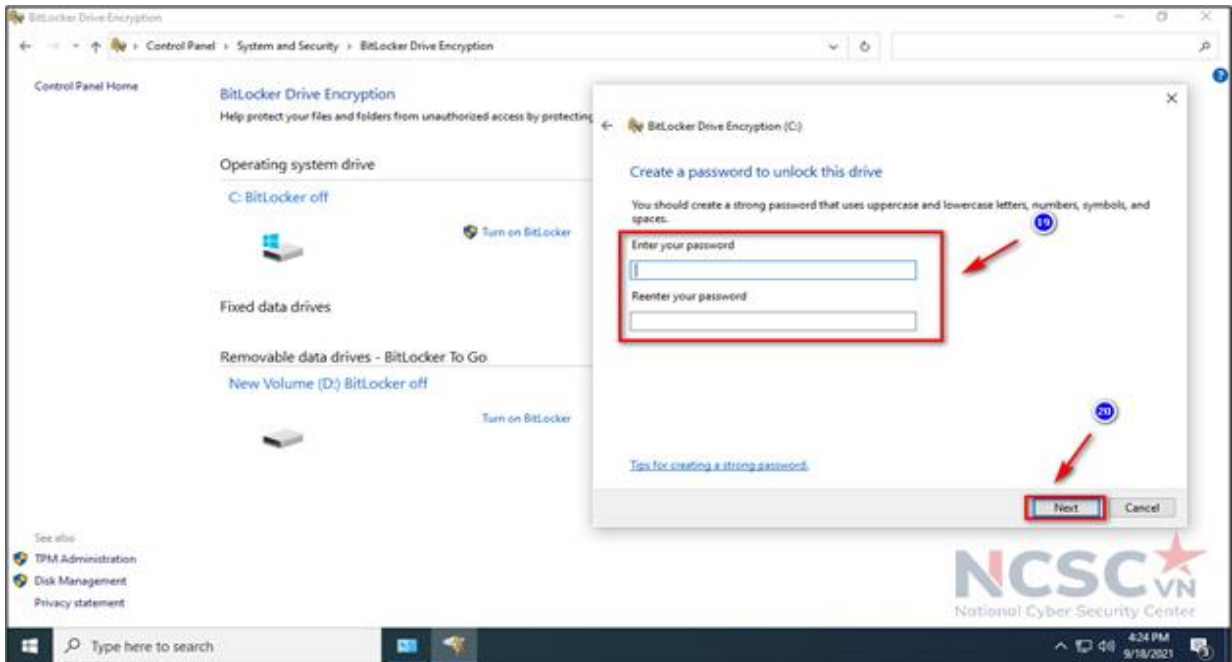 BitLocker Drive Encryption
Control Panel › System and Security › BitLocker Drive Encryption
Control Panel Home
BitLocker Drive Encryption
Help protect your files and folders from unauthorized access by protecting
Operating system drive
C: BitLocker off
Turn on BitLocker
Fixed data drives
Removable data drives - BitLocker To Go
New Volume (D:) BitLocker off
Turn on BitLocker
See also
TPM Administration
Disk Management
Privacy statement
BitLocker Drive Encryption (C:)
Create a password to unlock this drive
You should create a strong password that uses uppercase and lowercase letters, numbers, symbols, and
spaces.
19
Enter your password
Reenter your password
20
Tips for creating a strong password.
Next Cancel
NCSC VN
National Cyber Security Center
Type here to search
4:24 PM
9/18/2021
3